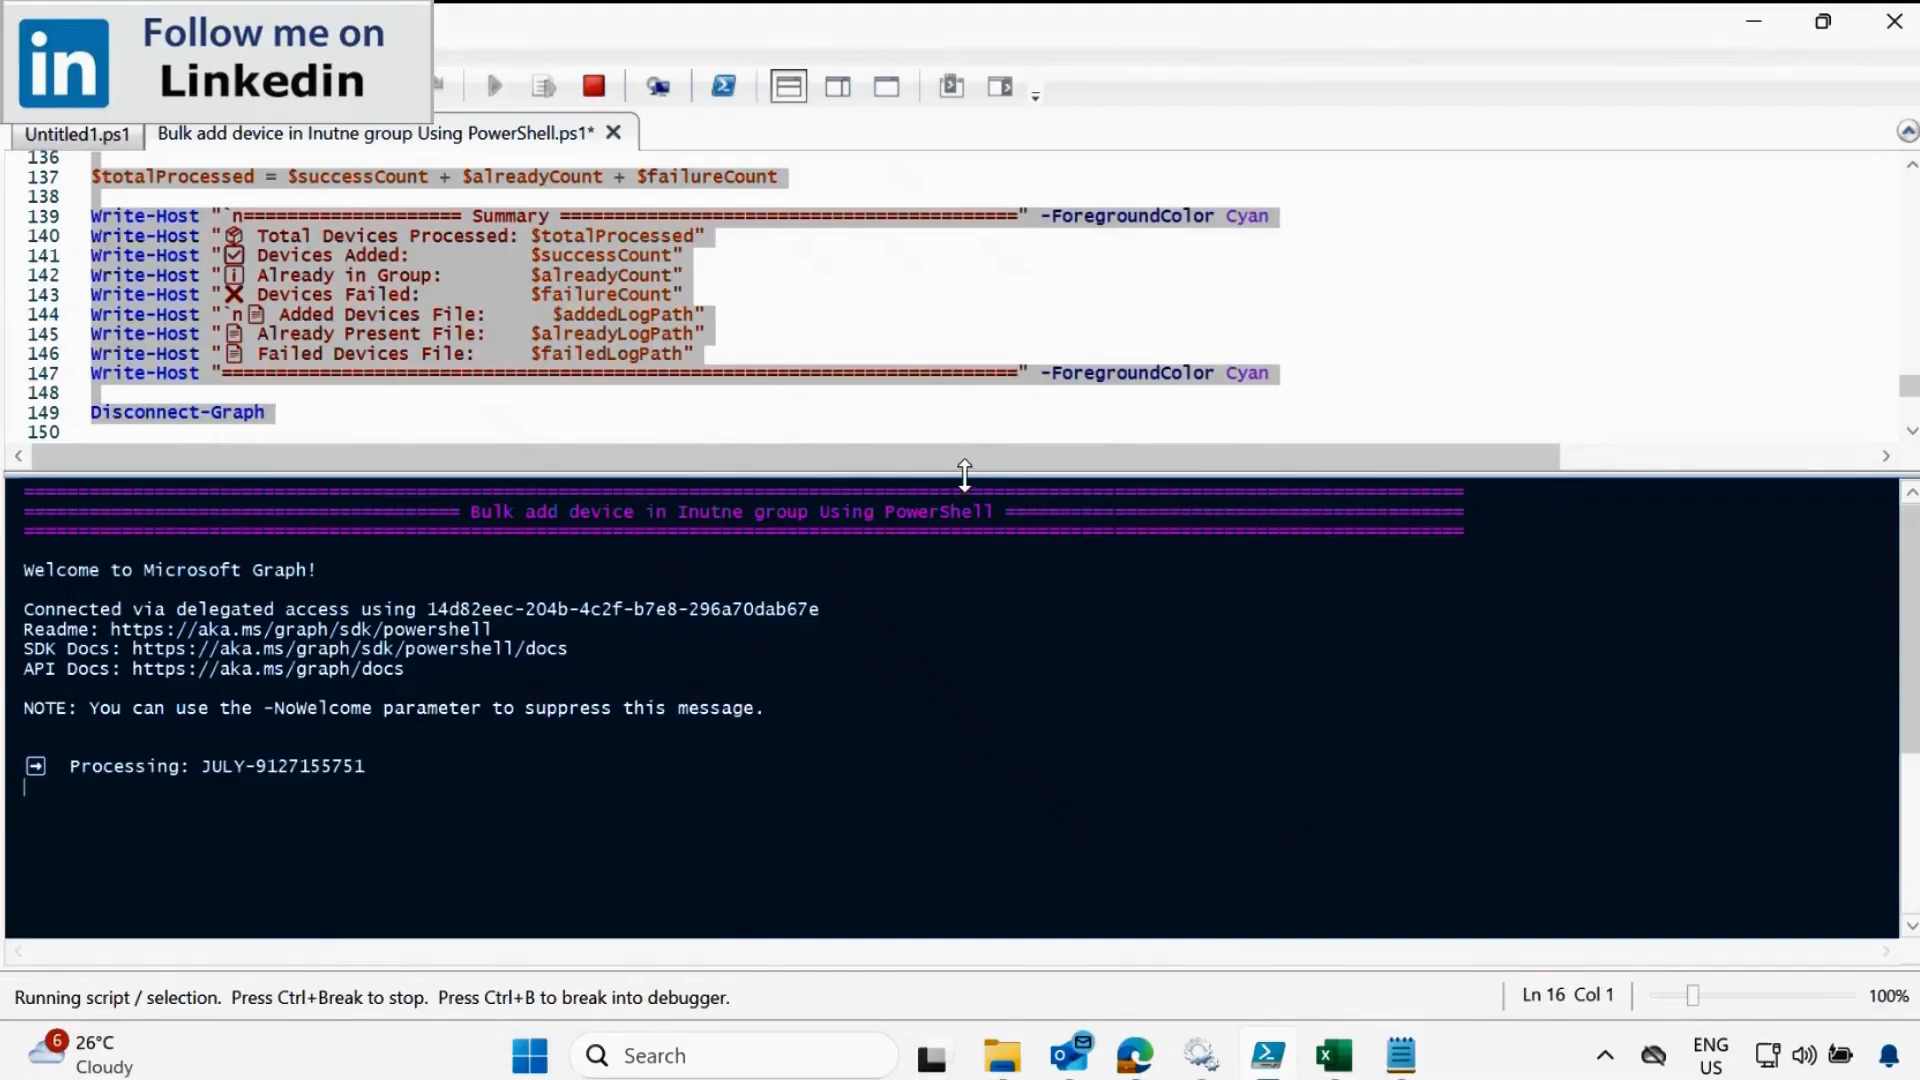 in
Follow me on
Linkedin
Untitled1.ps1
Bulk add device in Inutne group Using PowerShell.ps1*
136
137 $totalProcessed = $successCount + $alreadyCount + $failureCount
138
139 Write-Host "`n==================== Summary ==========================================" -ForegroundColor Cyan
140 Write-Host "📦 Total Devices Processed: $totalProcessed"
141 Write-Host "☑ Devices Added: $successCount"
142 Write-Host "ℹ Already in Group: $alreadyCount"
143 Write-Host "❌ Devices Failed: $failureCount"
144 Write-Host "`n📄 Added Devices File: $addedLogPath"
145 Write-Host "📄 Already Present File: $alreadyLogPath"
146 Write-Host "📄 Failed Devices File: $failedLogPath"
147 Write-Host "=========================================================================" -ForegroundColor Cyan
148
149 Disconnect-Graph
150
====================================================================================================================================
======================================== Bulk add device in Inutne group Using PowerShell ==========================================
====================================================================================================================================
Welcome to Microsoft Graph!
Connected via delegated access using 14d82eec-204b-4c2f-b7e8-296a70dab67e
Readme: https://aka.ms/graph/sdk/powershell
SDK Docs: https://aka.ms/graph/sdk/powershell/docs
API Docs: https://aka.ms/graph/docs
NOTE: You can use the -NoWelcome parameter to suppress this message.
➡ Processing: JULY-9127155751
Running script / selection. Press Ctrl+Break to stop. Press Ctrl+B to break into debugger.
Ln 16 Col 1
100%
6
26°C
Cloudy
Search
ENG
US